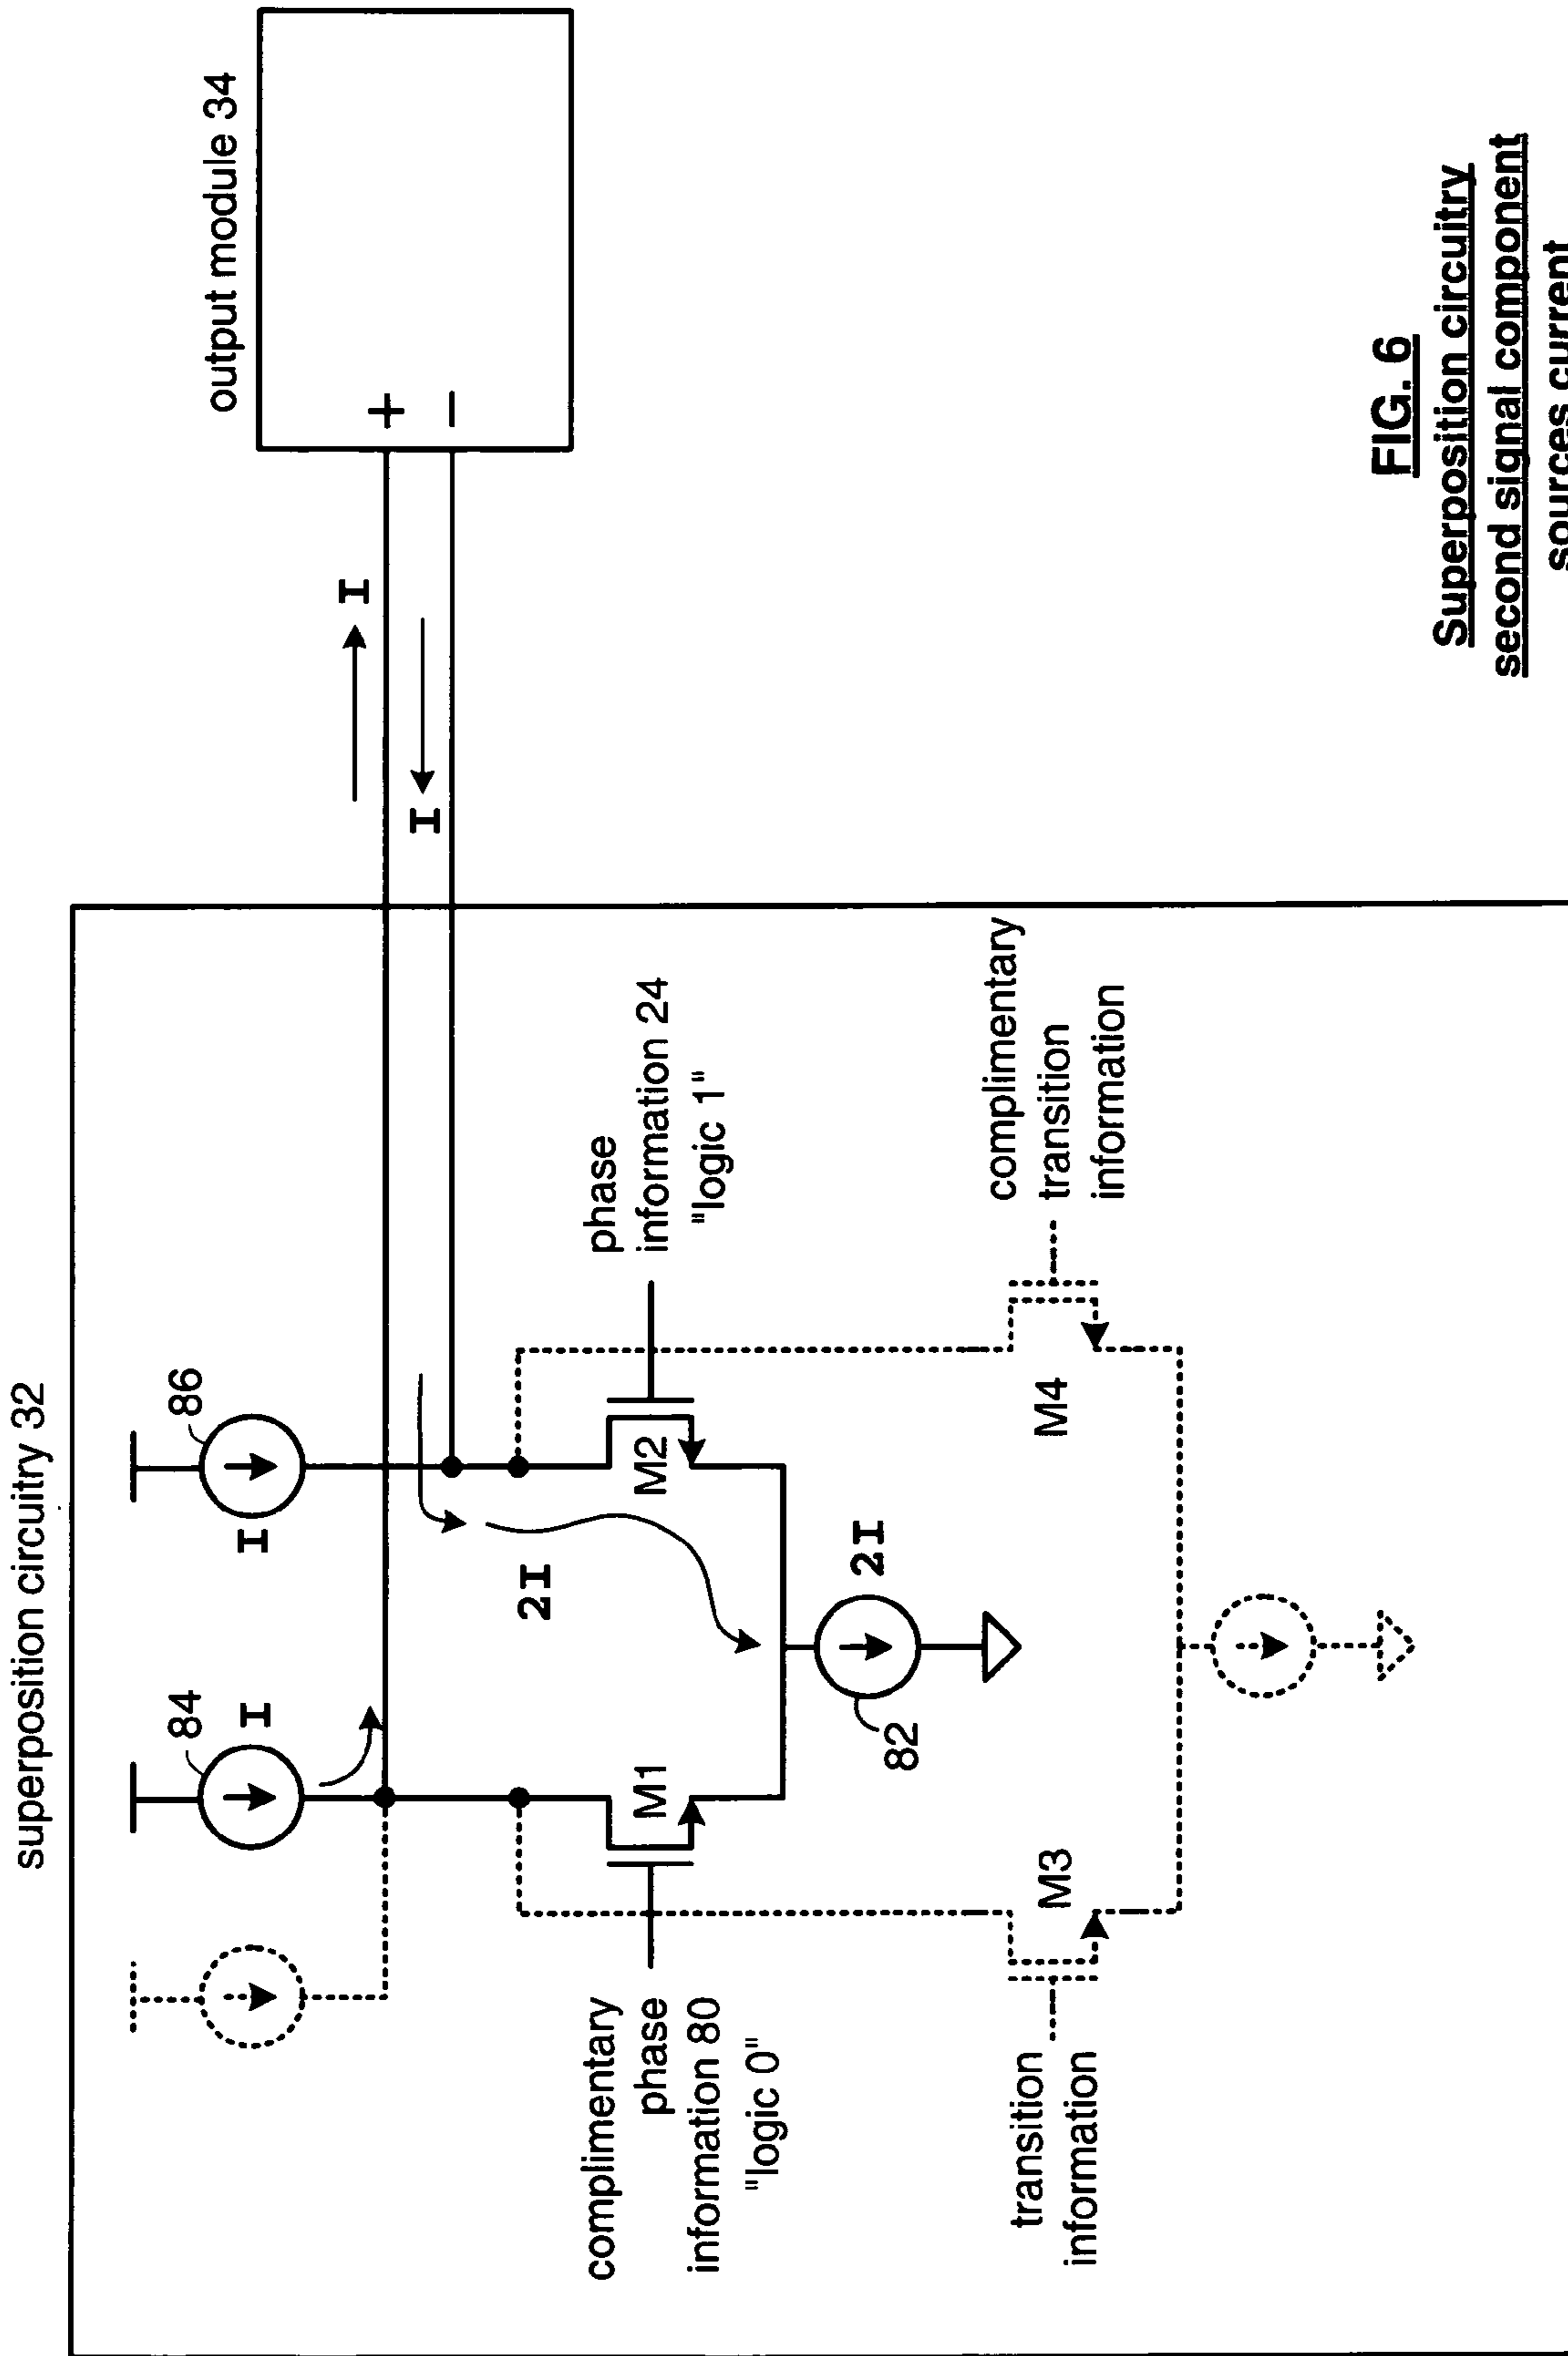 superposition circuitry 32
output module 34
84
I
I
86
+
−
I
I
2I
M1
M2
complimentary
phase
information 80
"logic 0"
phase
information 24
"logic 1"
82
2I
M3
M4
transition
information
complimentary
transition
information
FIG. 6
Superposition circuitry
second signal component
sources current